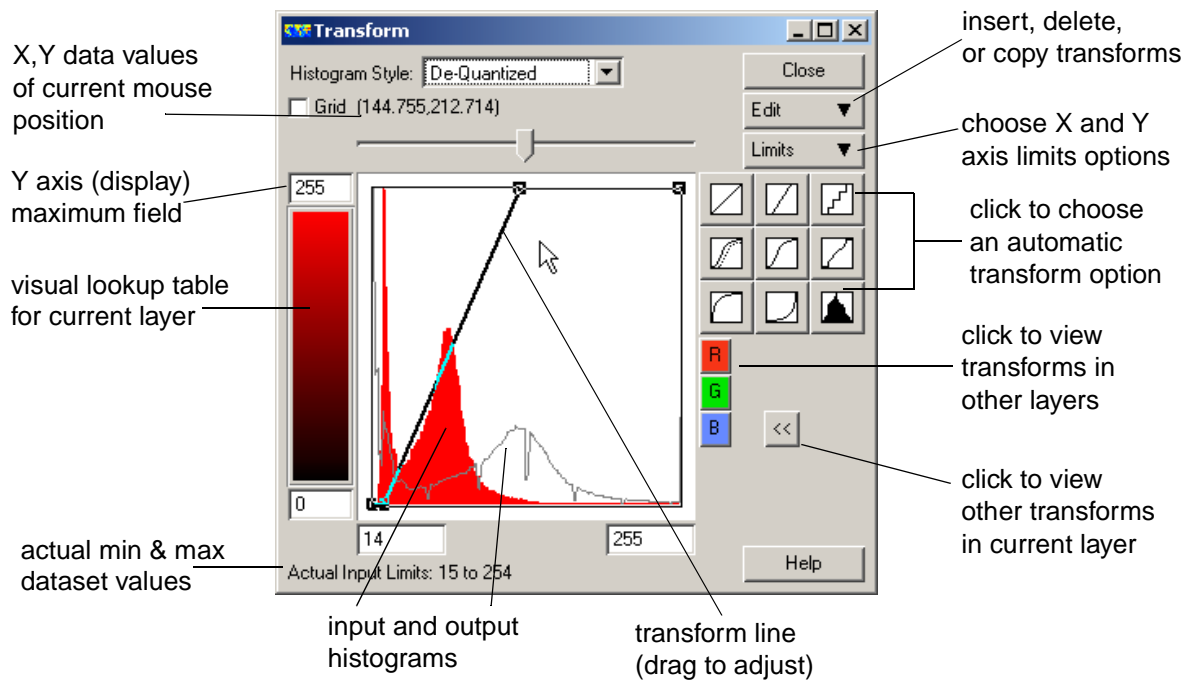 Transform
X,Y data values
of current mouse
position
Histogram Style: De-Quantized
Grid (144.755,212.714)
Close
Edit
Limits
insert, delete,
or copy transforms
choose X and Y
axis limits options
Y axis (display)
maximum field
255
click to choose
an automatic
transform option
visual lookup table
for current layer
R
G
B
<<
click to view
transforms in
other layers
0
14
255
click to view
other transforms
in current layer
actual min & max
dataset values
Actual Input Limits: 15 to 254
Help
input and output
histograms
transform line
(drag to adjust)